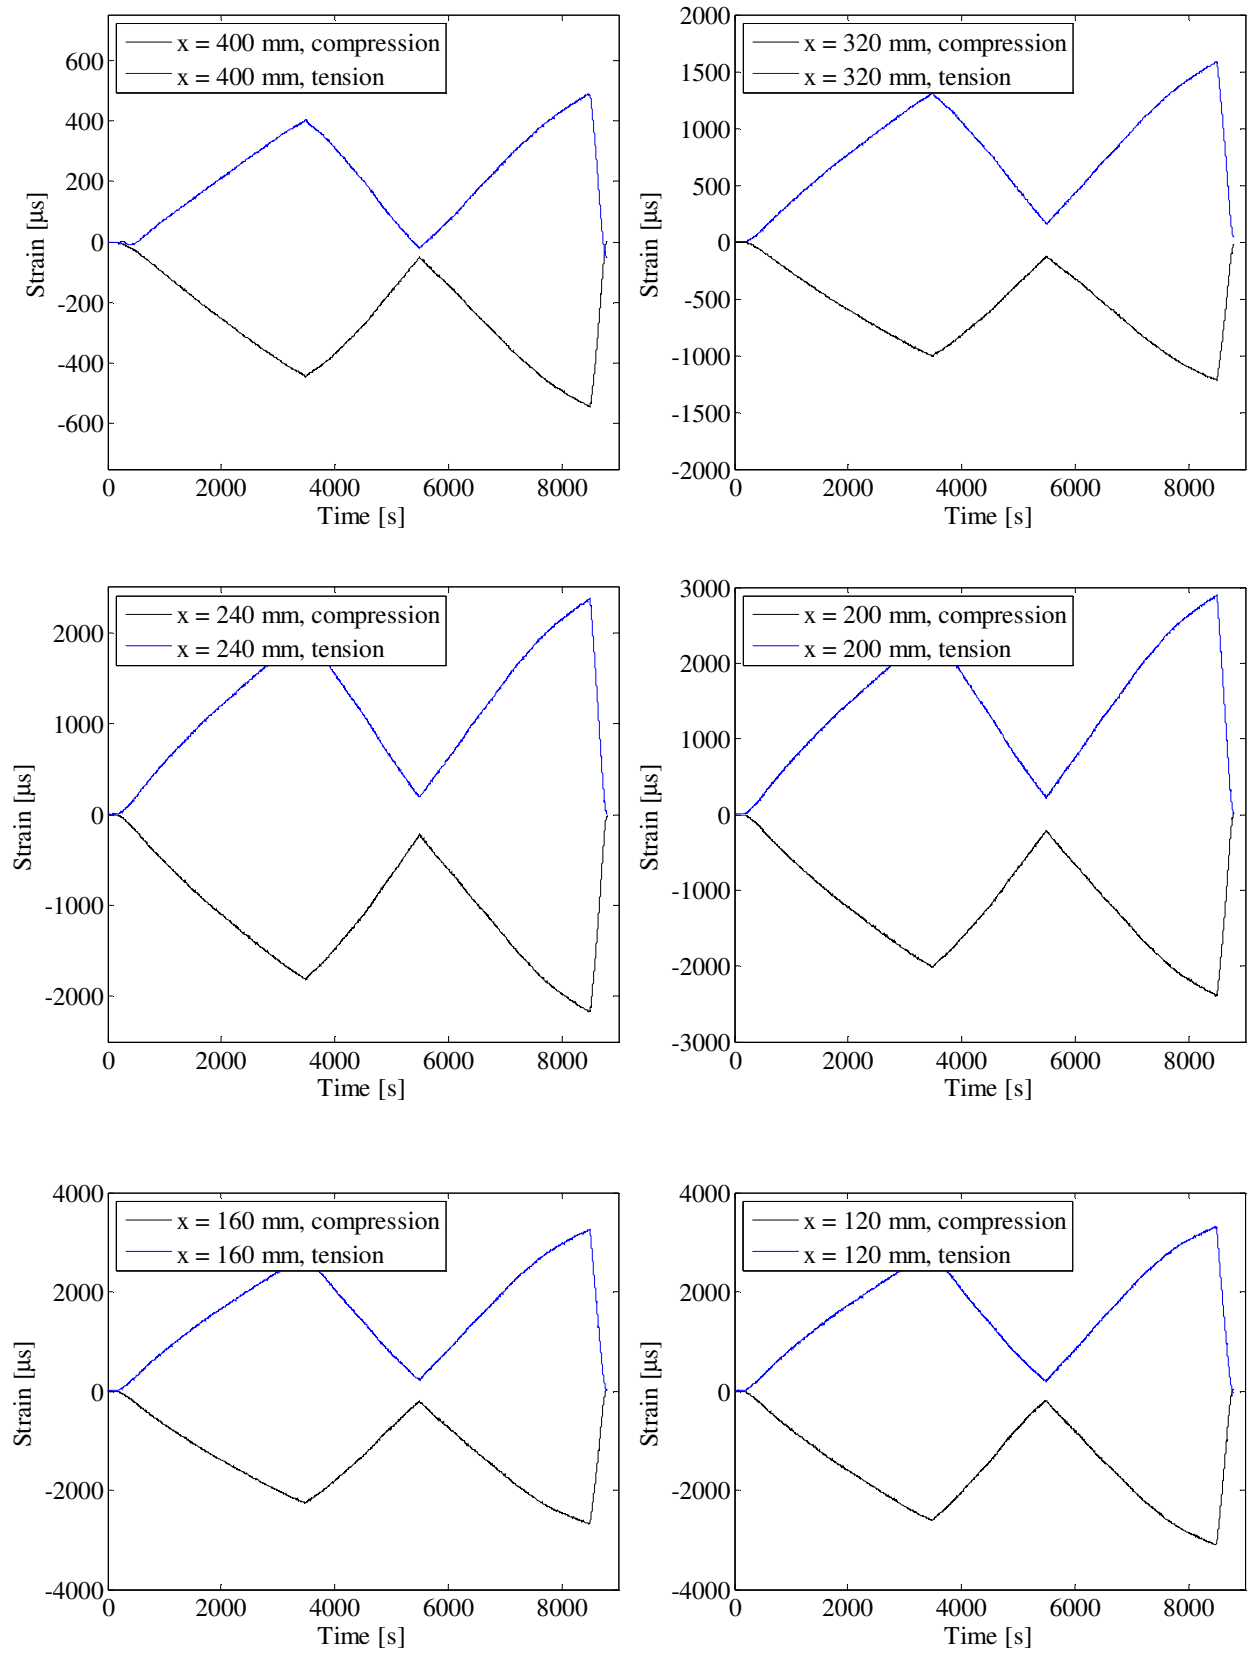 x = 400 mm, compression
x = 400 mm, tension
600
400
200
0
-200
-400
-600
Strain [µs]
0 2000 4000 6000 8000
Time [s]
x = 320 mm, compression
x = 320 mm, tension
2000
1500
1000
500
0
-500
-1000
-1500
-2000
Strain [µs]
0 2000 4000 6000 8000
Time [s]
x = 240 mm, compression
x = 240 mm, tension
2000
1000
0
-1000
-2000
Strain [µs]
0 2000 4000 6000 8000
Time [s]
x = 200 mm, compression
x = 200 mm, tension
3000
2000
1000
0
-1000
-2000
-3000
Strain [µs]
0 2000 4000 6000 8000
Time [s]
x = 160 mm, compression
x = 160 mm, tension
4000
2000
0
-2000
-4000
Strain [µs]
0 2000 4000 6000 8000
Time [s]
x = 120 mm, compression
x = 120 mm, tension
4000
2000
0
-2000
-4000
Strain [µs]
0 2000 4000 6000 8000
Time [s]